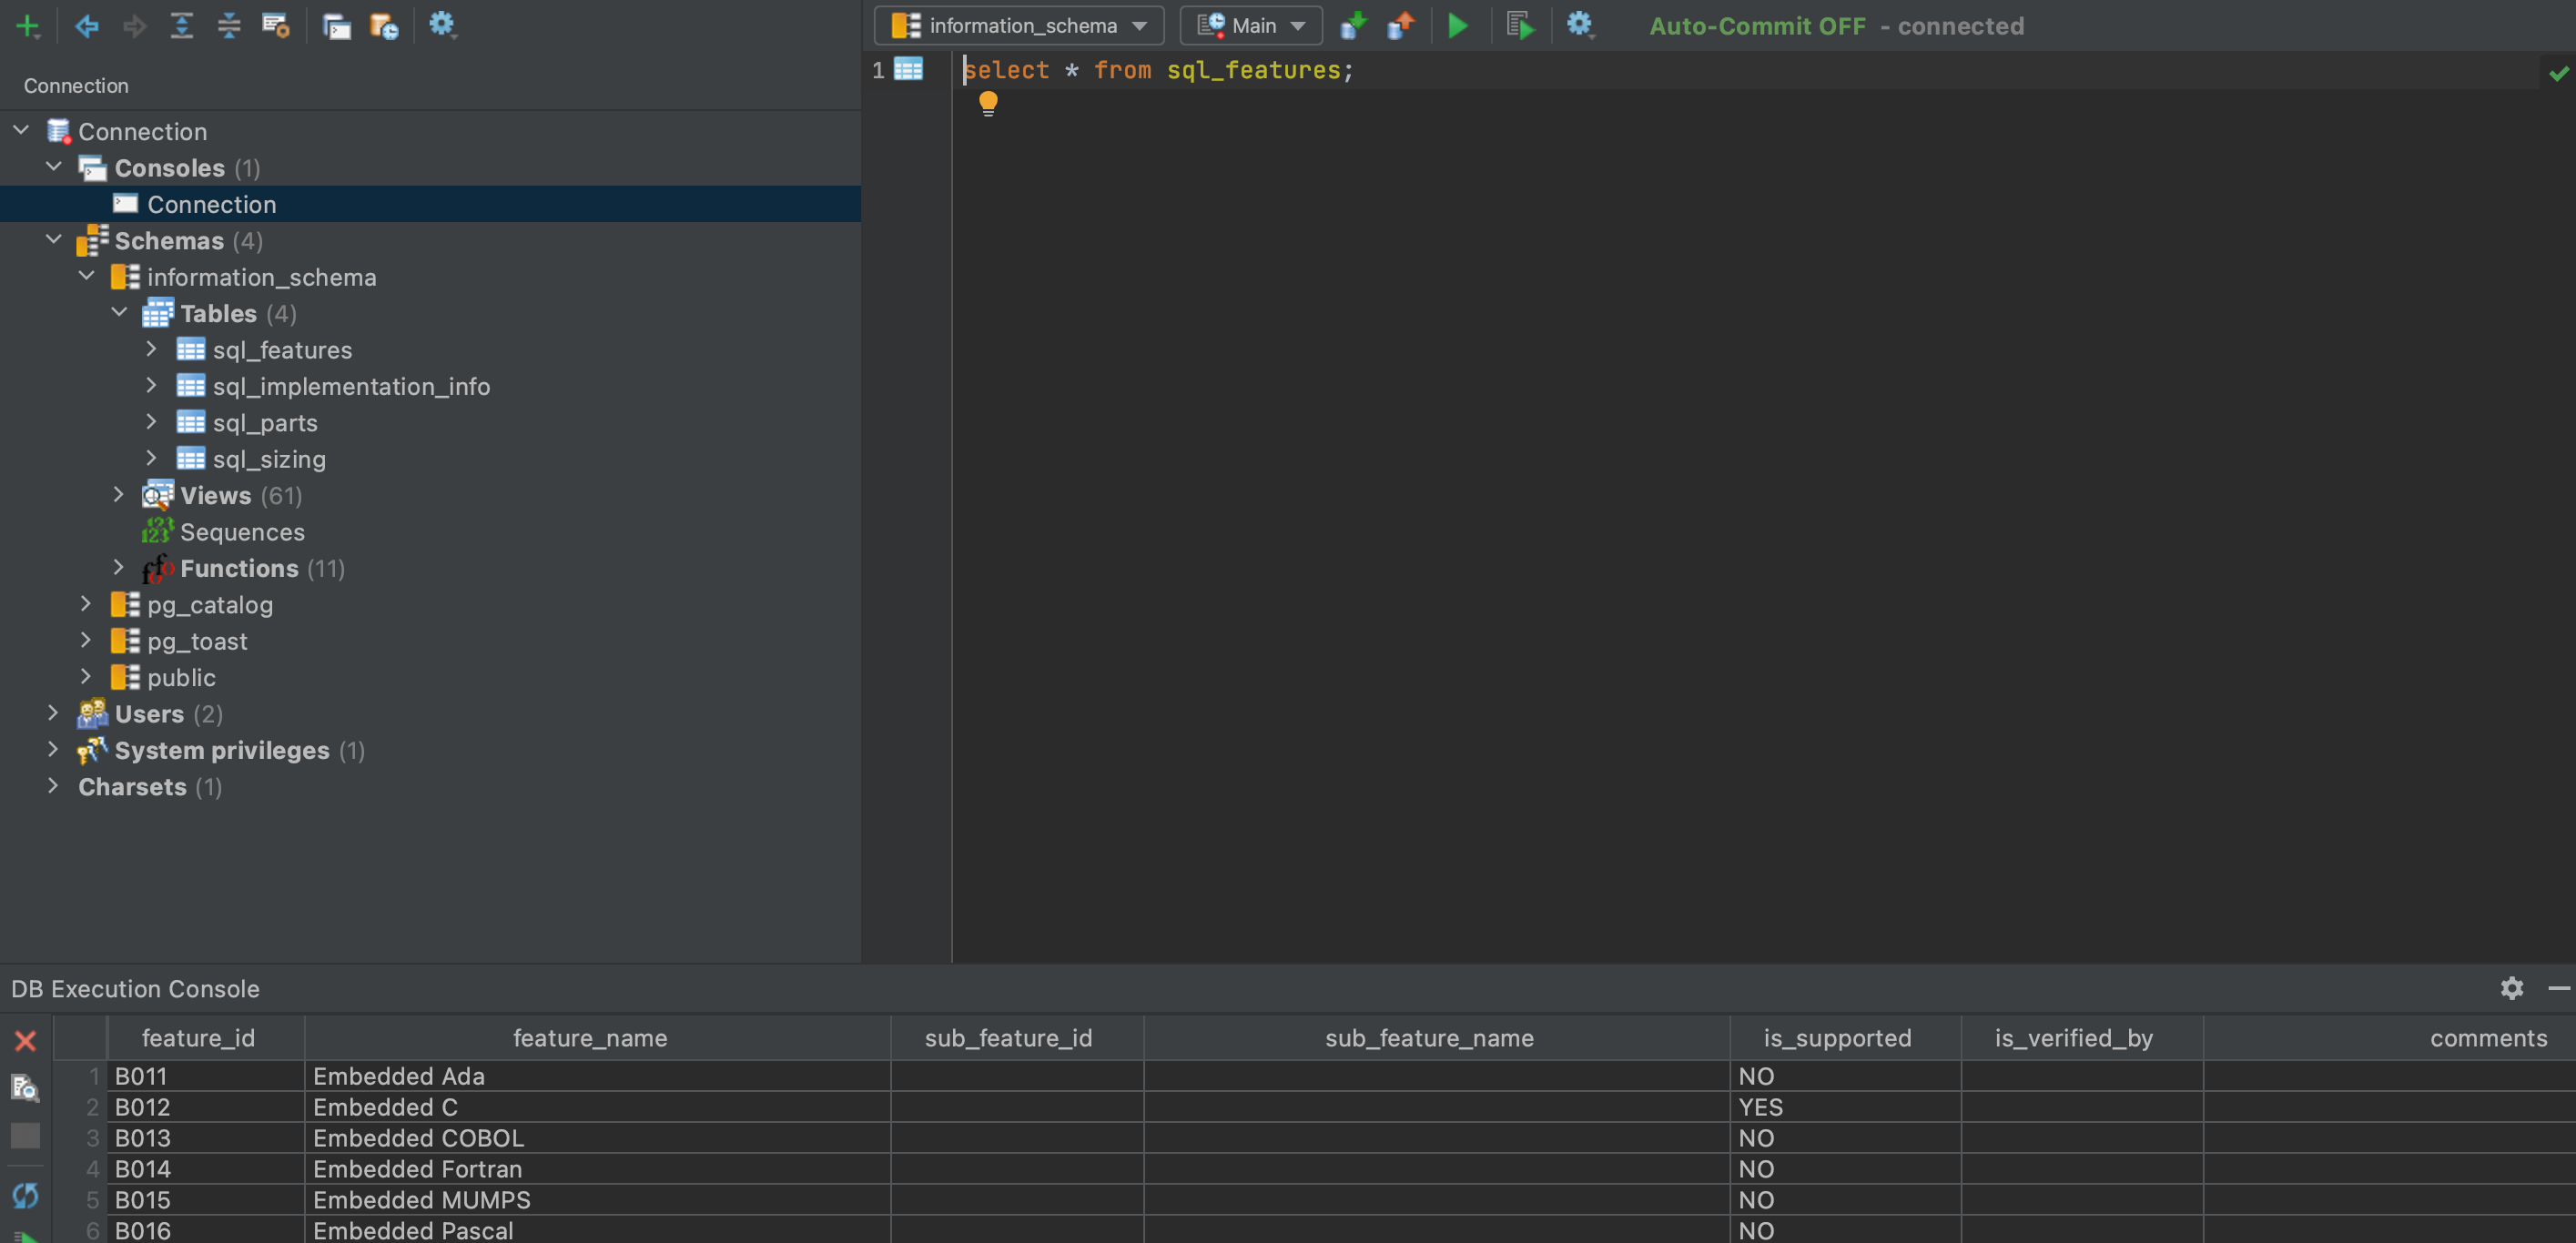 information_schema
Main
Auto-Commit OFF - connected
Connection
Connection
Consoles (1)
Connection
Schemas (4)
information_schema
Tables (4)
sql_features
sql_implementation_info
sql_parts
sql_sizing
Views (61)
Sequences
Functions (11)
pg_catalog
pg_toast
public
Users (2)
System privileges (1)
Charsets (1)
1 select * from sql_features;
DB Execution Console
feature_id feature_name sub_feature_id sub_feature_name is_supported is_verified_by comments
1 B011 Embedded Ada NO
2 B012 Embedded C YES
3 B013 Embedded COBOL NO
4 B014 Embedded Fortran NO
5 B015 Embedded MUMPS NO
6 B016 Embedded Pascal NO